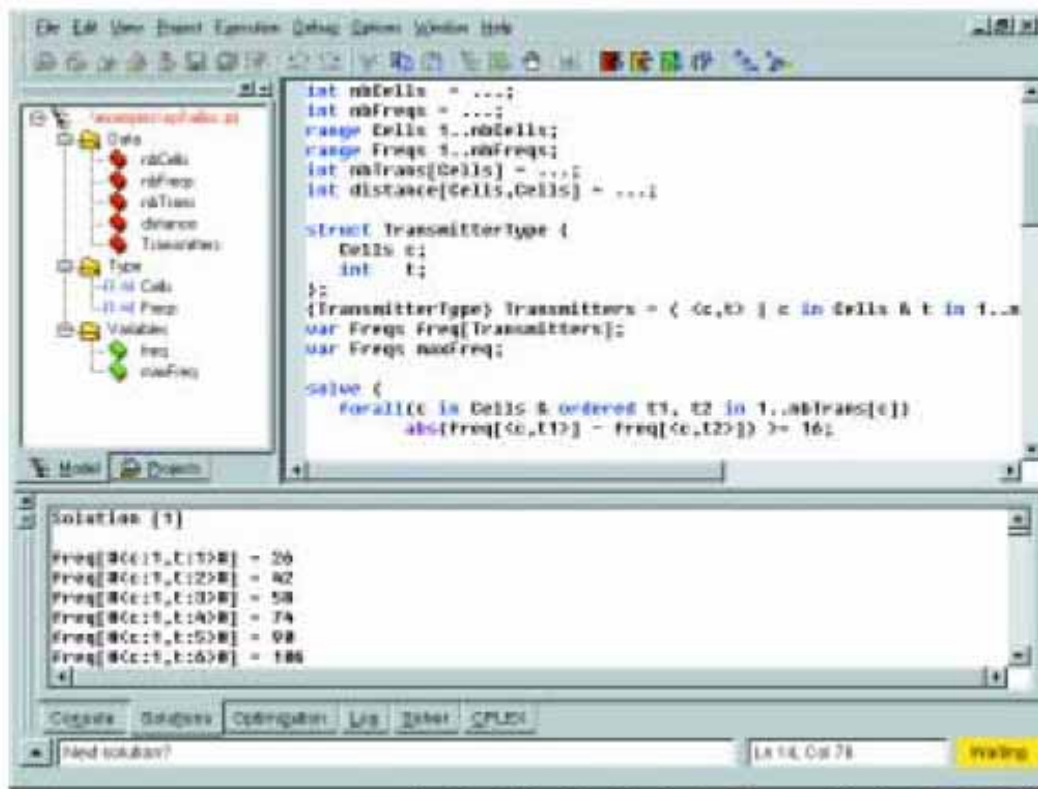 File Edit View Project Execution Debug Options Window Help
Data
nbCells
nbFreqs
nbTrans
distance
Transmitters
Type
Cells
Freqs
Variables
freq
maxFreq
Model Projects
int nbCells = ...;
int nbFreqs = ...;
range Cells 1..nbCells;
range Freqs 1..nbFreqs;
int nbTrans[Cells] = ...;
int distance[Cells,Cells] = ...;
struct TransmitterType {
Cells c;
int t;
};
{TransmitterType} Transmitters = { <c,t> | c in Cells & t in 1..n
var Freqs freq[Transmitters];
var Freqs maxFreq;
solve {
forall(c in Cells & ordered t1, t2 in 1..nbTrans[c])
abs(freq[<c,t1>] - freq[<c,t2>]) >= 16;
Solution [1]
freq[#<c:1,t:1>#] = 26
freq[#<c:1,t:2>#] = 42
freq[#<c:1,t:3>#] = 58
freq[#<c:1,t:4>#] = 74
freq[#<c:1,t:5>#] = 90
freq[#<c:1,t:6>#] = 106
Console Solutions Optimization Log Solver CPLEX
Next solution? Ln 14, Col 78 Waiting